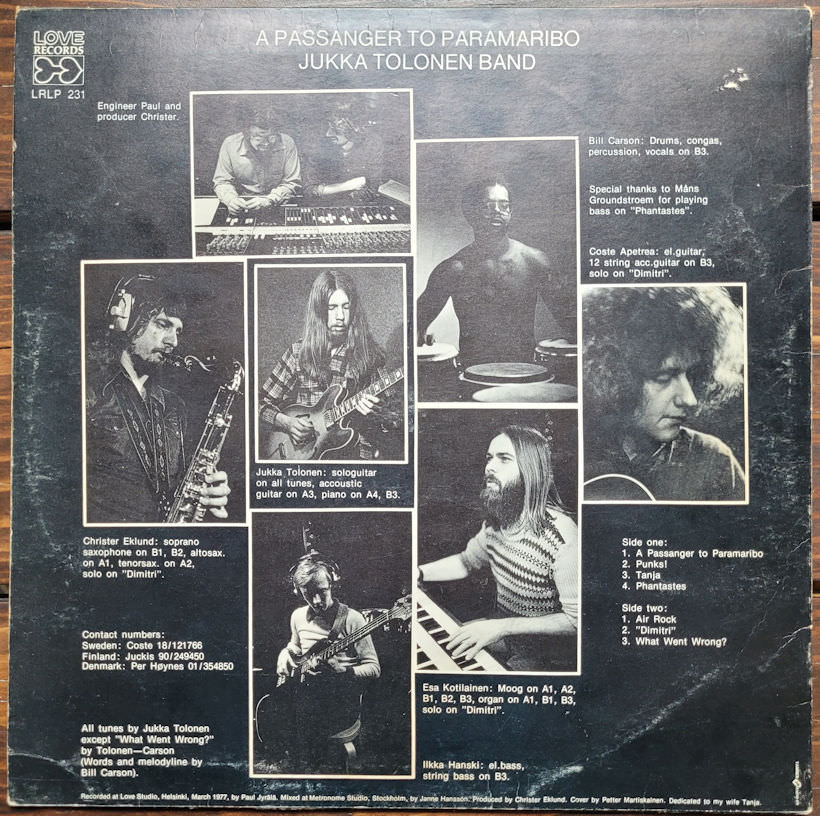 LOVE
RECORDS
LRLP 231
A PASSANGER TO PARAMARIBO
JUKKA TOLONEN BAND
Engineer Paul and
producer Christer.
Bill Carson: Drums, congas,
percussion, vocals on B3.
Special thanks to Måns
Groundstroem for playing
bass on "Phantastes".
Coste Apetrea: el.guitar,
12 string acc.guitar on B3,
solo on "Dimitri".
Jukka Tolonen: sologuitar
on all tunes, accoustic
guitar on A3, piano on A4, B3.
Christer Eklund: soprano
saxophone on B1, B2, altosax.
on A1, tenorsax. on A2,
solo on "Dimitri".
Side one:
1. A Passanger to Paramaribo
2. Punks!
3. Tanja
4. Phantastes
Side two:
1. Air Rock
2. "Dimitri"
3. What Went Wrong?
Contact numbers:
Sweden: Coste 18/121766
Finland: Juckis 90/249450
Denmark: Per Høynes 01/354850
Esa Kotilainen: Moog on A1, A2,
B1, B2, B3, organ on A1, B1, B3,
solo on "Dimitri".
All tunes by Jukka Tolonen
except "What Went Wrong?"
by Tolonen—Carson
(Words and melodyline by
Bill Carson).
Ilkka Hanski: el.bass,
string bass on B3.
Recorded at Love Studio, Helsinki, March 1977, by Paul Jyrälä. Mixed at Metronome Studio, Stockholm, by Janne Hansson. Produced by Christer Eklund. Cover by Petter Martiskainen. Dedicated to my wife Tanja.